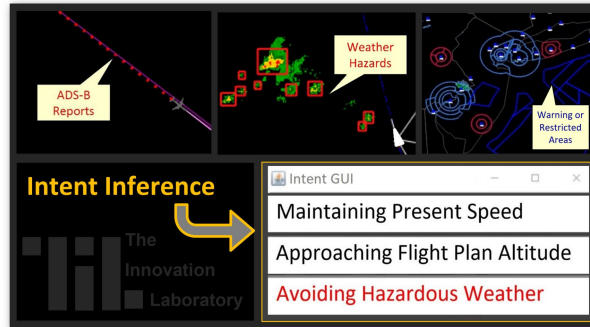 ADS-B
Reports
Weather
Hazards
Warning or
Restricted
Areas
Intent Inference
The
Innovation
Laboratory
Intent GUI
Maintaining Present Speed
Approaching Flight Plan Altitude
Avoiding Hazardous Weather